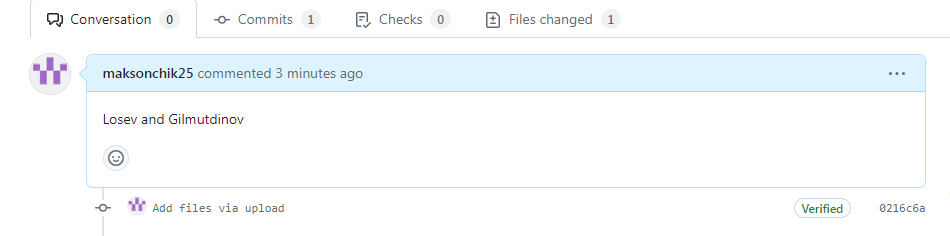 Conversation 0 Commits 1 Checks 0 Files changed 1
maksonchik25 commented 3 minutes ago
Losev and Gilmutdinov
Add files via upload Verified 0216c6a